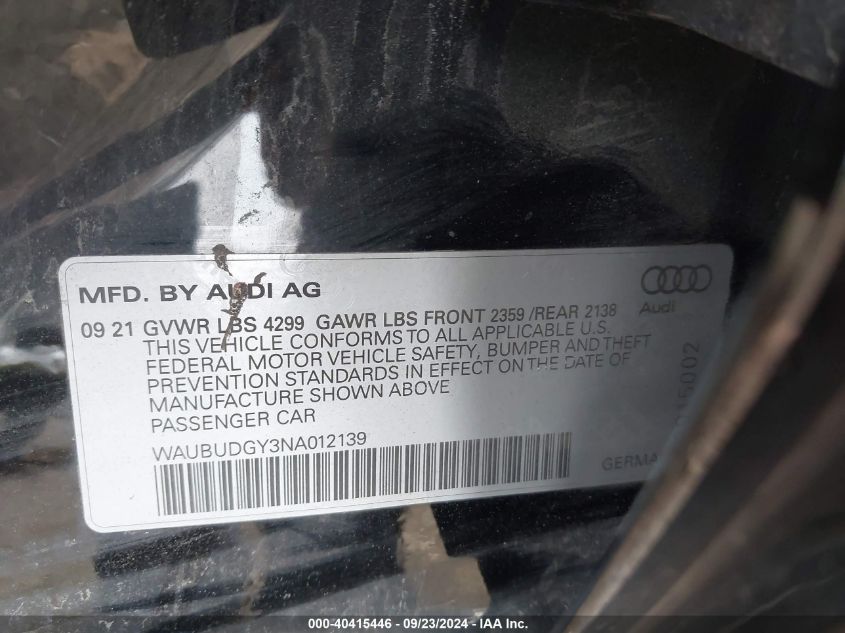 MFD. BY AUDI AG
Audi
09 21 GVWR LBS 4299 GAWR LBS FRONT 2359 /REAR 2138
THIS VEHICLE CONFORMS TO ALL APPLICABLE U.S.
FEDERAL MOTOR VEHICLE SAFETY, BUMPER AND THEFT
PREVENTION STANDARDS IN EFFECT ON THE DATE OF
MANUFACTURE SHOWN ABOVE
PASSENGER CAR
WAUBUDGY3NA012139
000-40415446 - 09/23/2024 - IAA Inc.